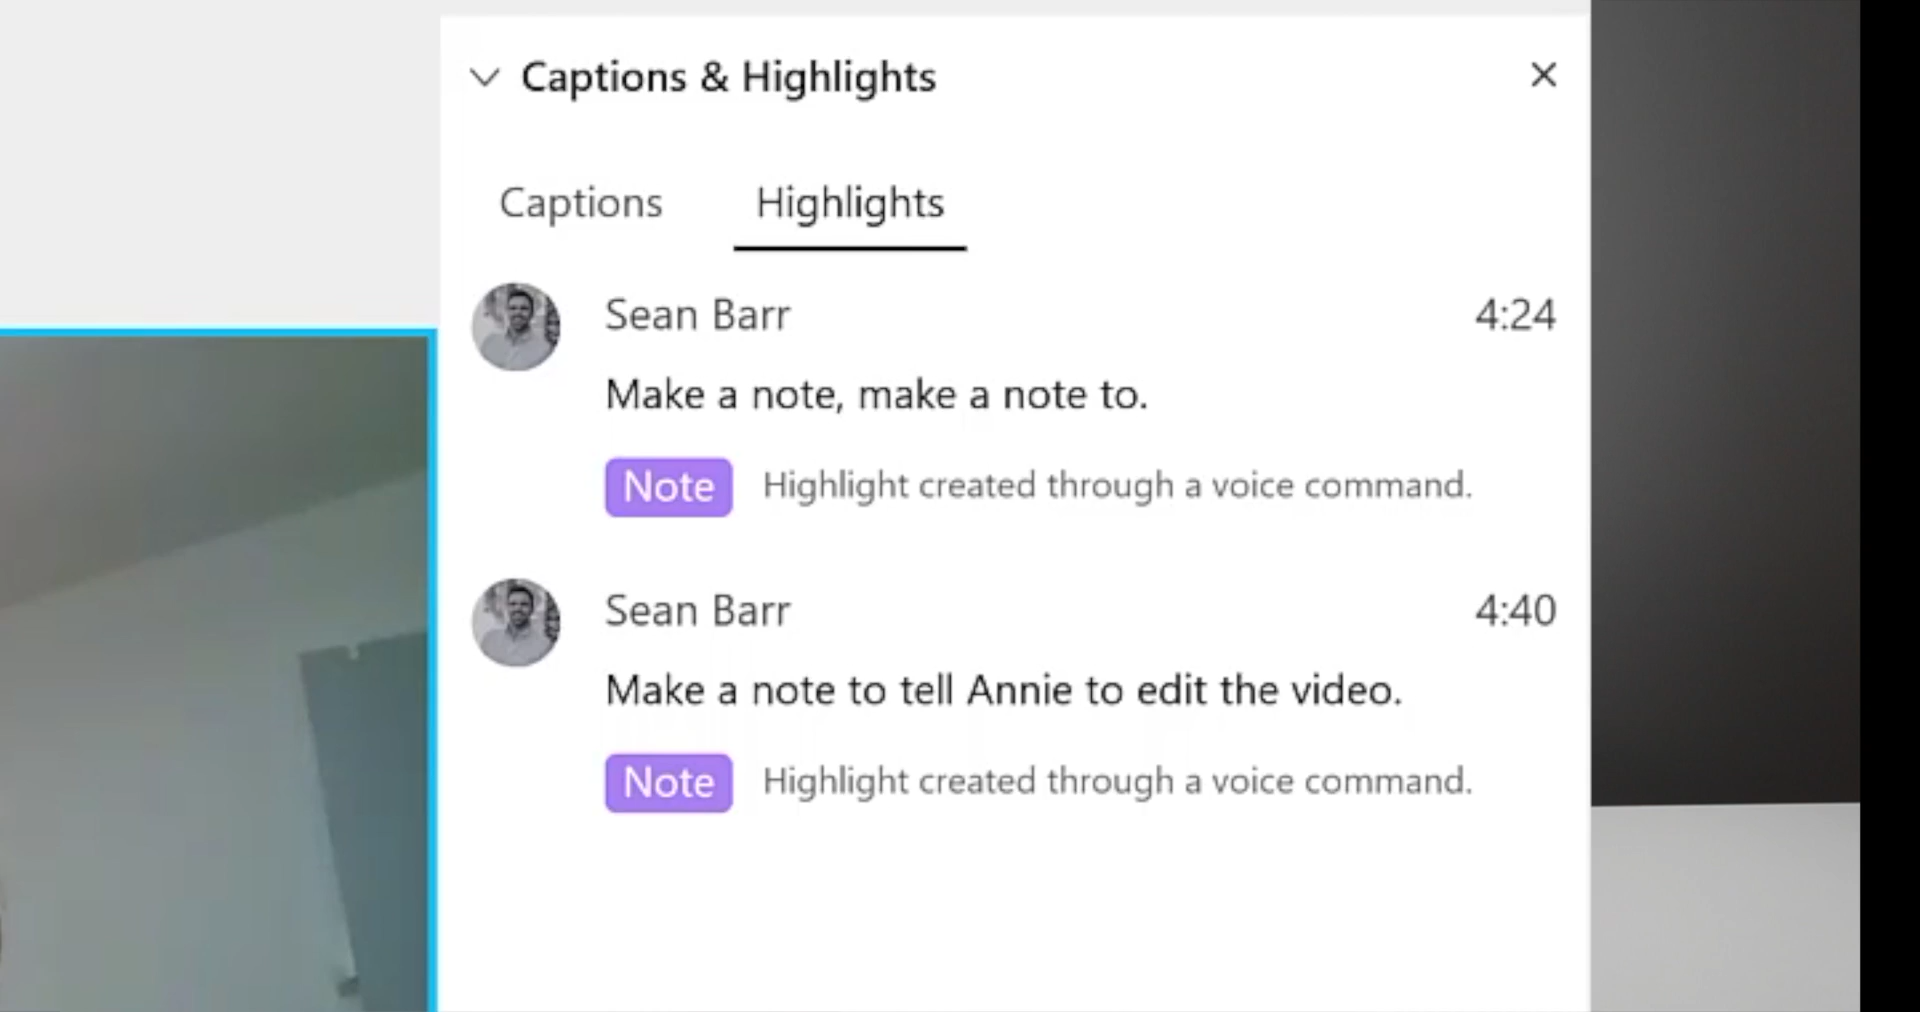 Captions & Highlights
Captions Highlights
Sean Barr 4:24
Make a note, make a note to.
Note Highlight created through a voice command.
Sean Barr 4:40
Make a note to tell Annie to edit the video.
Note Highlight created through a voice command.